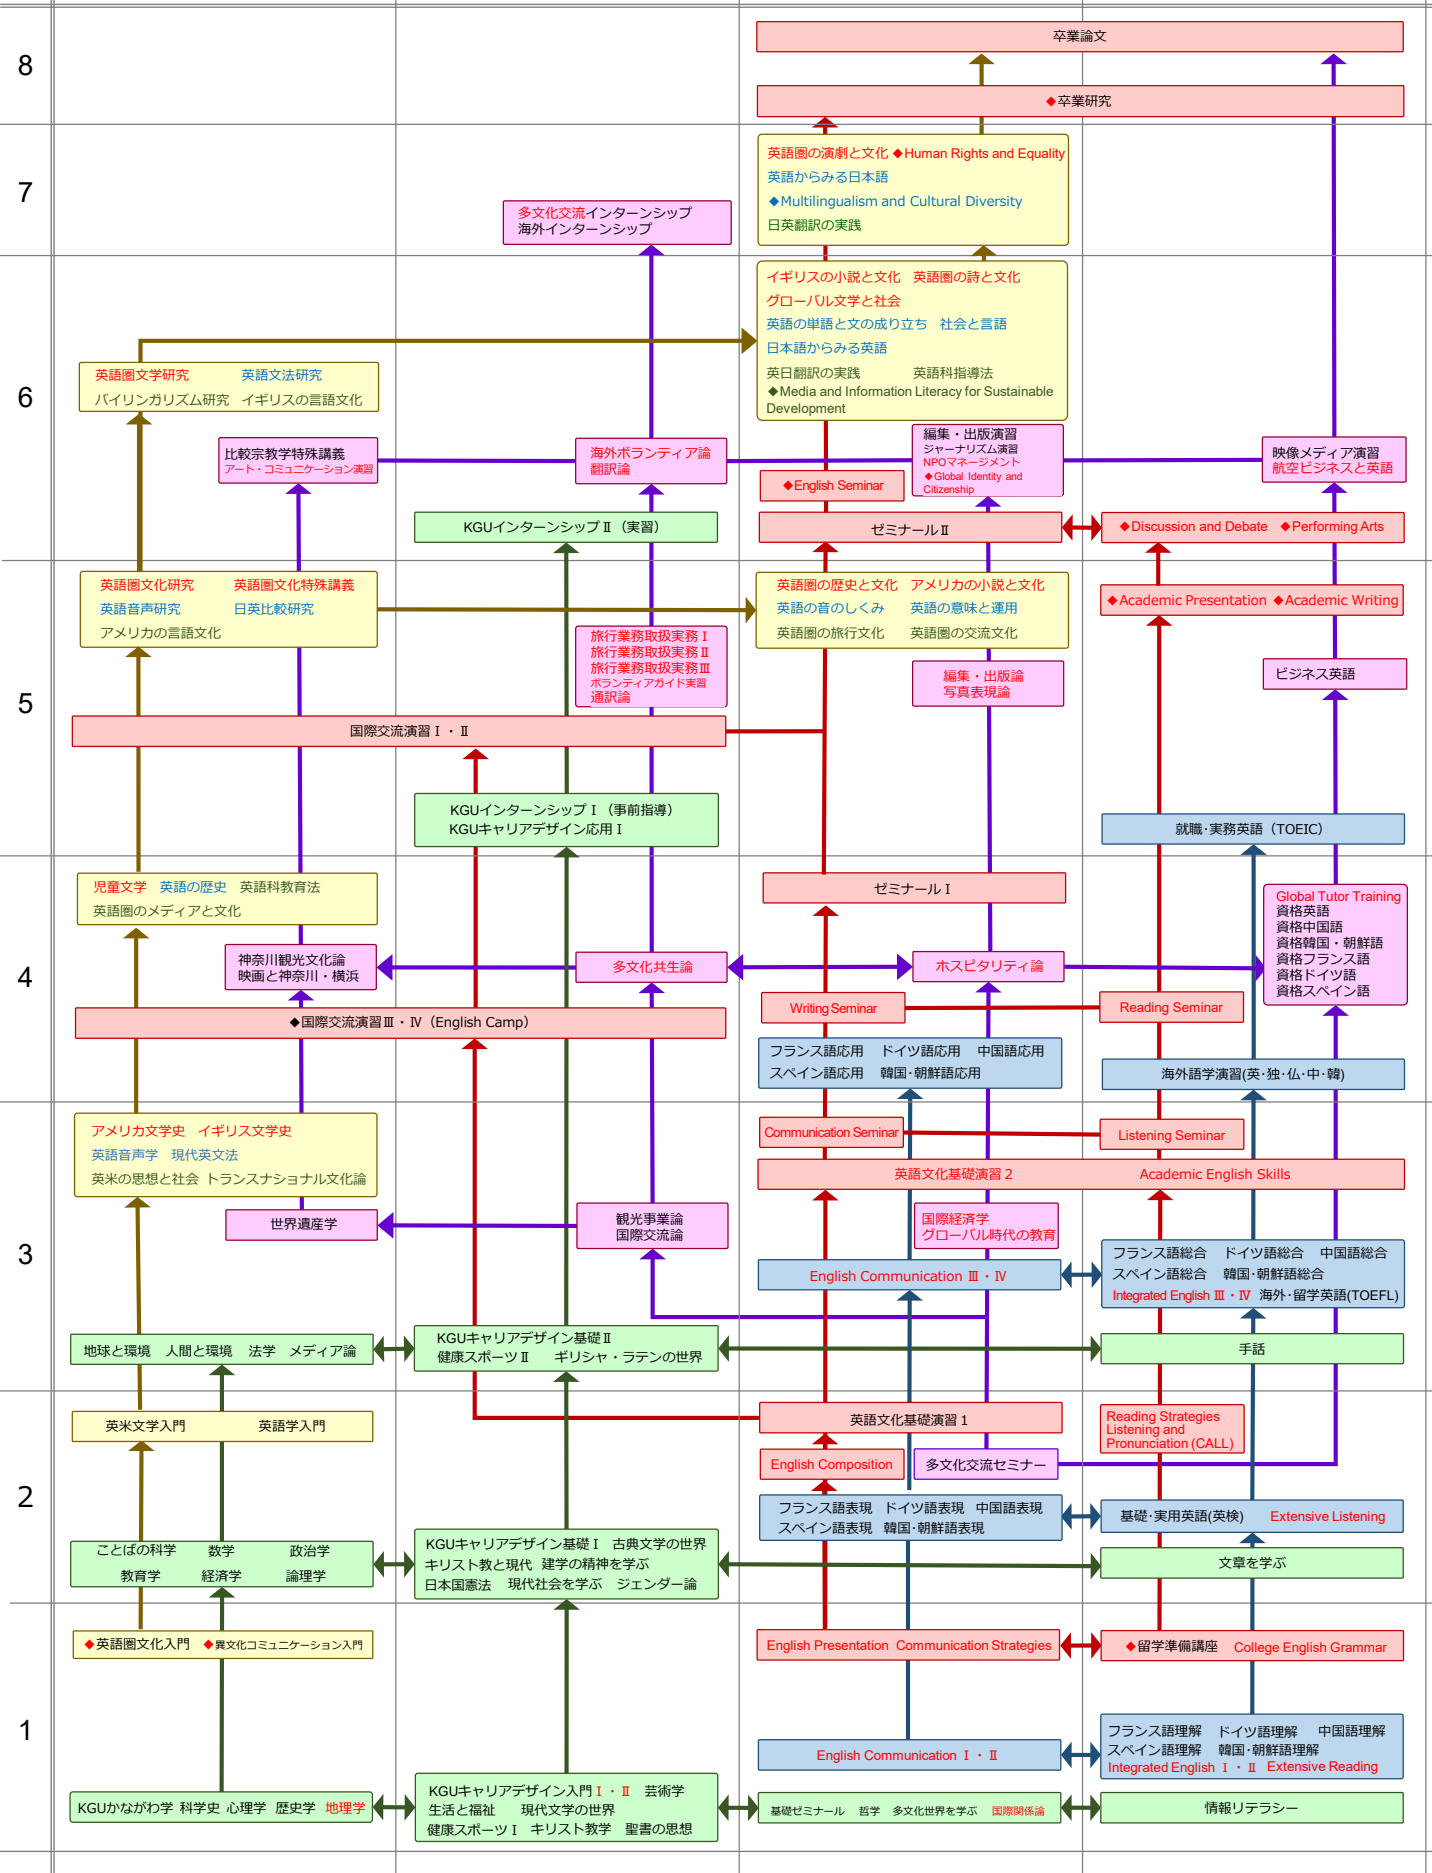 8
卒業論文
◆卒業研究
7
英語圏の演劇と文化 ◆Human Rights and Equality
英語からみる日本語
◆Multilingualism and Cultural Diversity
日英翻訳の実践
多文化交流インターンシップ
海外インターンシップ
6
イギリスの小説と文化 英語圏の詩と文化
グローバル文学と社会
英語の単語と文の成り立ち 社会と言語
日本語からみる英語
英日翻訳の実践 英語科指導法
◆Media and Information Literacy for Sustainable
Development
英語圏文学研究 英語文法研究
バイリンガリズム研究 イギリスの言語文化
比較宗教学特殊講義
アート・コミュニケーション演習
海外ボランティア論
翻訳論
編集・出版演習
ジャーナリズム演習
NPOマネージメント
◆Global Identity and
Citizenship
映像メディア演習
航空ビジネスと英語
◆English Seminar
KGUインターンシップⅡ（実習）
ゼミナールⅡ
◆Discussion and Debate ◆Performing Arts
5
英語圏文化研究 英語圏文化特殊講義
英語音声研究 日英比較研究
アメリカの言語文化
英語圏の歴史と文化 アメリカの小説と文化
英語の音のしくみ 英語の意味と運用
英語圏の旅行文化 英語圏の交流文化
◆Academic Presentation ◆Academic Writing
旅行業務取扱実務Ⅰ
旅行業務取扱実務Ⅱ
旅行業務取扱実務Ⅲ
ボランティアガイド実習
通訳論
編集・出版論
写真表現論
ビジネス英語
国際交流演習Ⅰ・Ⅱ
KGUインターンシップⅠ（事前指導）
KGUキャリアデザイン応用Ⅰ
就職･実務英語（TOEIC）
4
児童文学 英語の歴史 英語科教育法
英語圏のメディアと文化
ゼミナールⅠ
Global Tutor Training
資格英語
資格中国語
資格韓国・朝鮮語
資格フランス語
資格ドイツ語
資格スペイン語
神奈川観光文化論
映画と神奈川・横浜
多文化共生論
ホスピタリティ論
Writing Seminar
Reading Seminar
◆国際交流演習Ⅲ・Ⅳ（English Camp）
フランス語応用 ドイツ語応用 中国語応用
スペイン語応用 韓国･朝鮮語応用
海外語学演習(英･独･仏･中･韓)
3
アメリカ文学史 イギリス文学史
英語音声学 現代英文法
英米の思想と社会 トランスナショナル文化論
Communication Seminar
Listening Seminar
英語文化基礎演習２ Academic English Skills
世界遺産学
観光事業論
国際交流論
国際経済学
グローバル時代の教育
English Communication Ⅲ・Ⅳ
フランス語総合 ドイツ語総合 中国語総合
スペイン語総合 韓国･朝鮮語総合
Integrated English Ⅲ・Ⅳ 海外･留学英語(TOEFL)
地球と環境 人間と環境 法学 メディア論
KGUキャリアデザイン基礎Ⅱ
健康スポーツⅡ ギリシャ・ラテンの世界
手話
2
英米文学入門 英語学入門
英語文化基礎演習１
Reading Strategies
Listening and
Pronunciation (CALL)
English Composition
多文化交流セミナー
フランス語表現 ドイツ語表現 中国語表現
スペイン語表現 韓国･朝鮮語表現
基礎･実用英語(英検) Extensive Listening
ことばの科学 数学 政治学
教育学 経済学 論理学
KGUキャリアデザイン基礎Ⅰ 古典文学の世界
キリスト教と現代 建学の精神を学ぶ
日本国憲法 現代社会を学ぶ ジェンダー論
文章を学ぶ
1
◆英語圏文化入門 ◆異文化コミュニケーション入門
English Presentation Communication Strategies
◆留学準備講座 College English Grammar
English Communication Ⅰ・Ⅱ
フランス語理解 ドイツ語理解 中国語理解
スペイン語理解 韓国･朝鮮語理解
Integrated English Ⅰ・Ⅱ Extensive Reading
KGUかながわ学 科学史 心理学 歴史学 地理学
KGUキャリアデザイン入門Ⅰ・Ⅱ 芸術学
生活と福祉 現代文学の世界
健康スポーツⅠ キリスト教学 聖書の思想
基礎ゼミナール 哲学 多文化世界を学ぶ 国際関係論
情報リテラシー